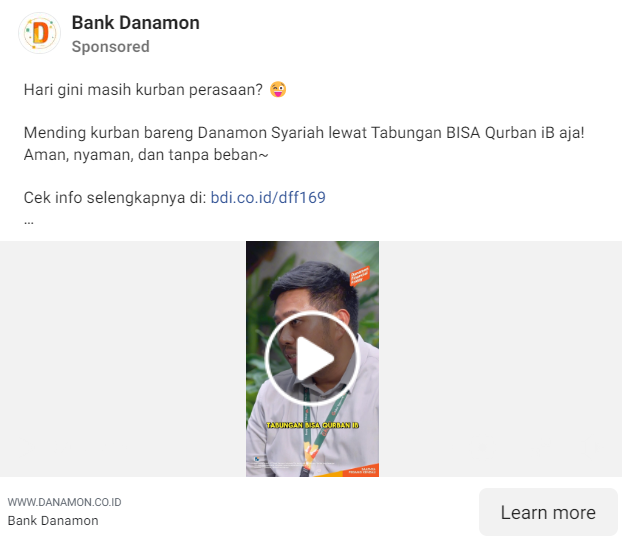 Bank Danamon
Sponsored
Hari gini masih kurban perasaan? 😜
Mending kurban bareng Danamon Syariah lewat Tabungan BISA Qurban iB aja!
Aman, nyaman, dan tanpa beban~
Cek info selengkapnya di: bdi.co.id/dff169
...
TABUNGAN BISA QURBAN IB
WWW.DANAMON.CO.ID
Bank Danamon
Learn more